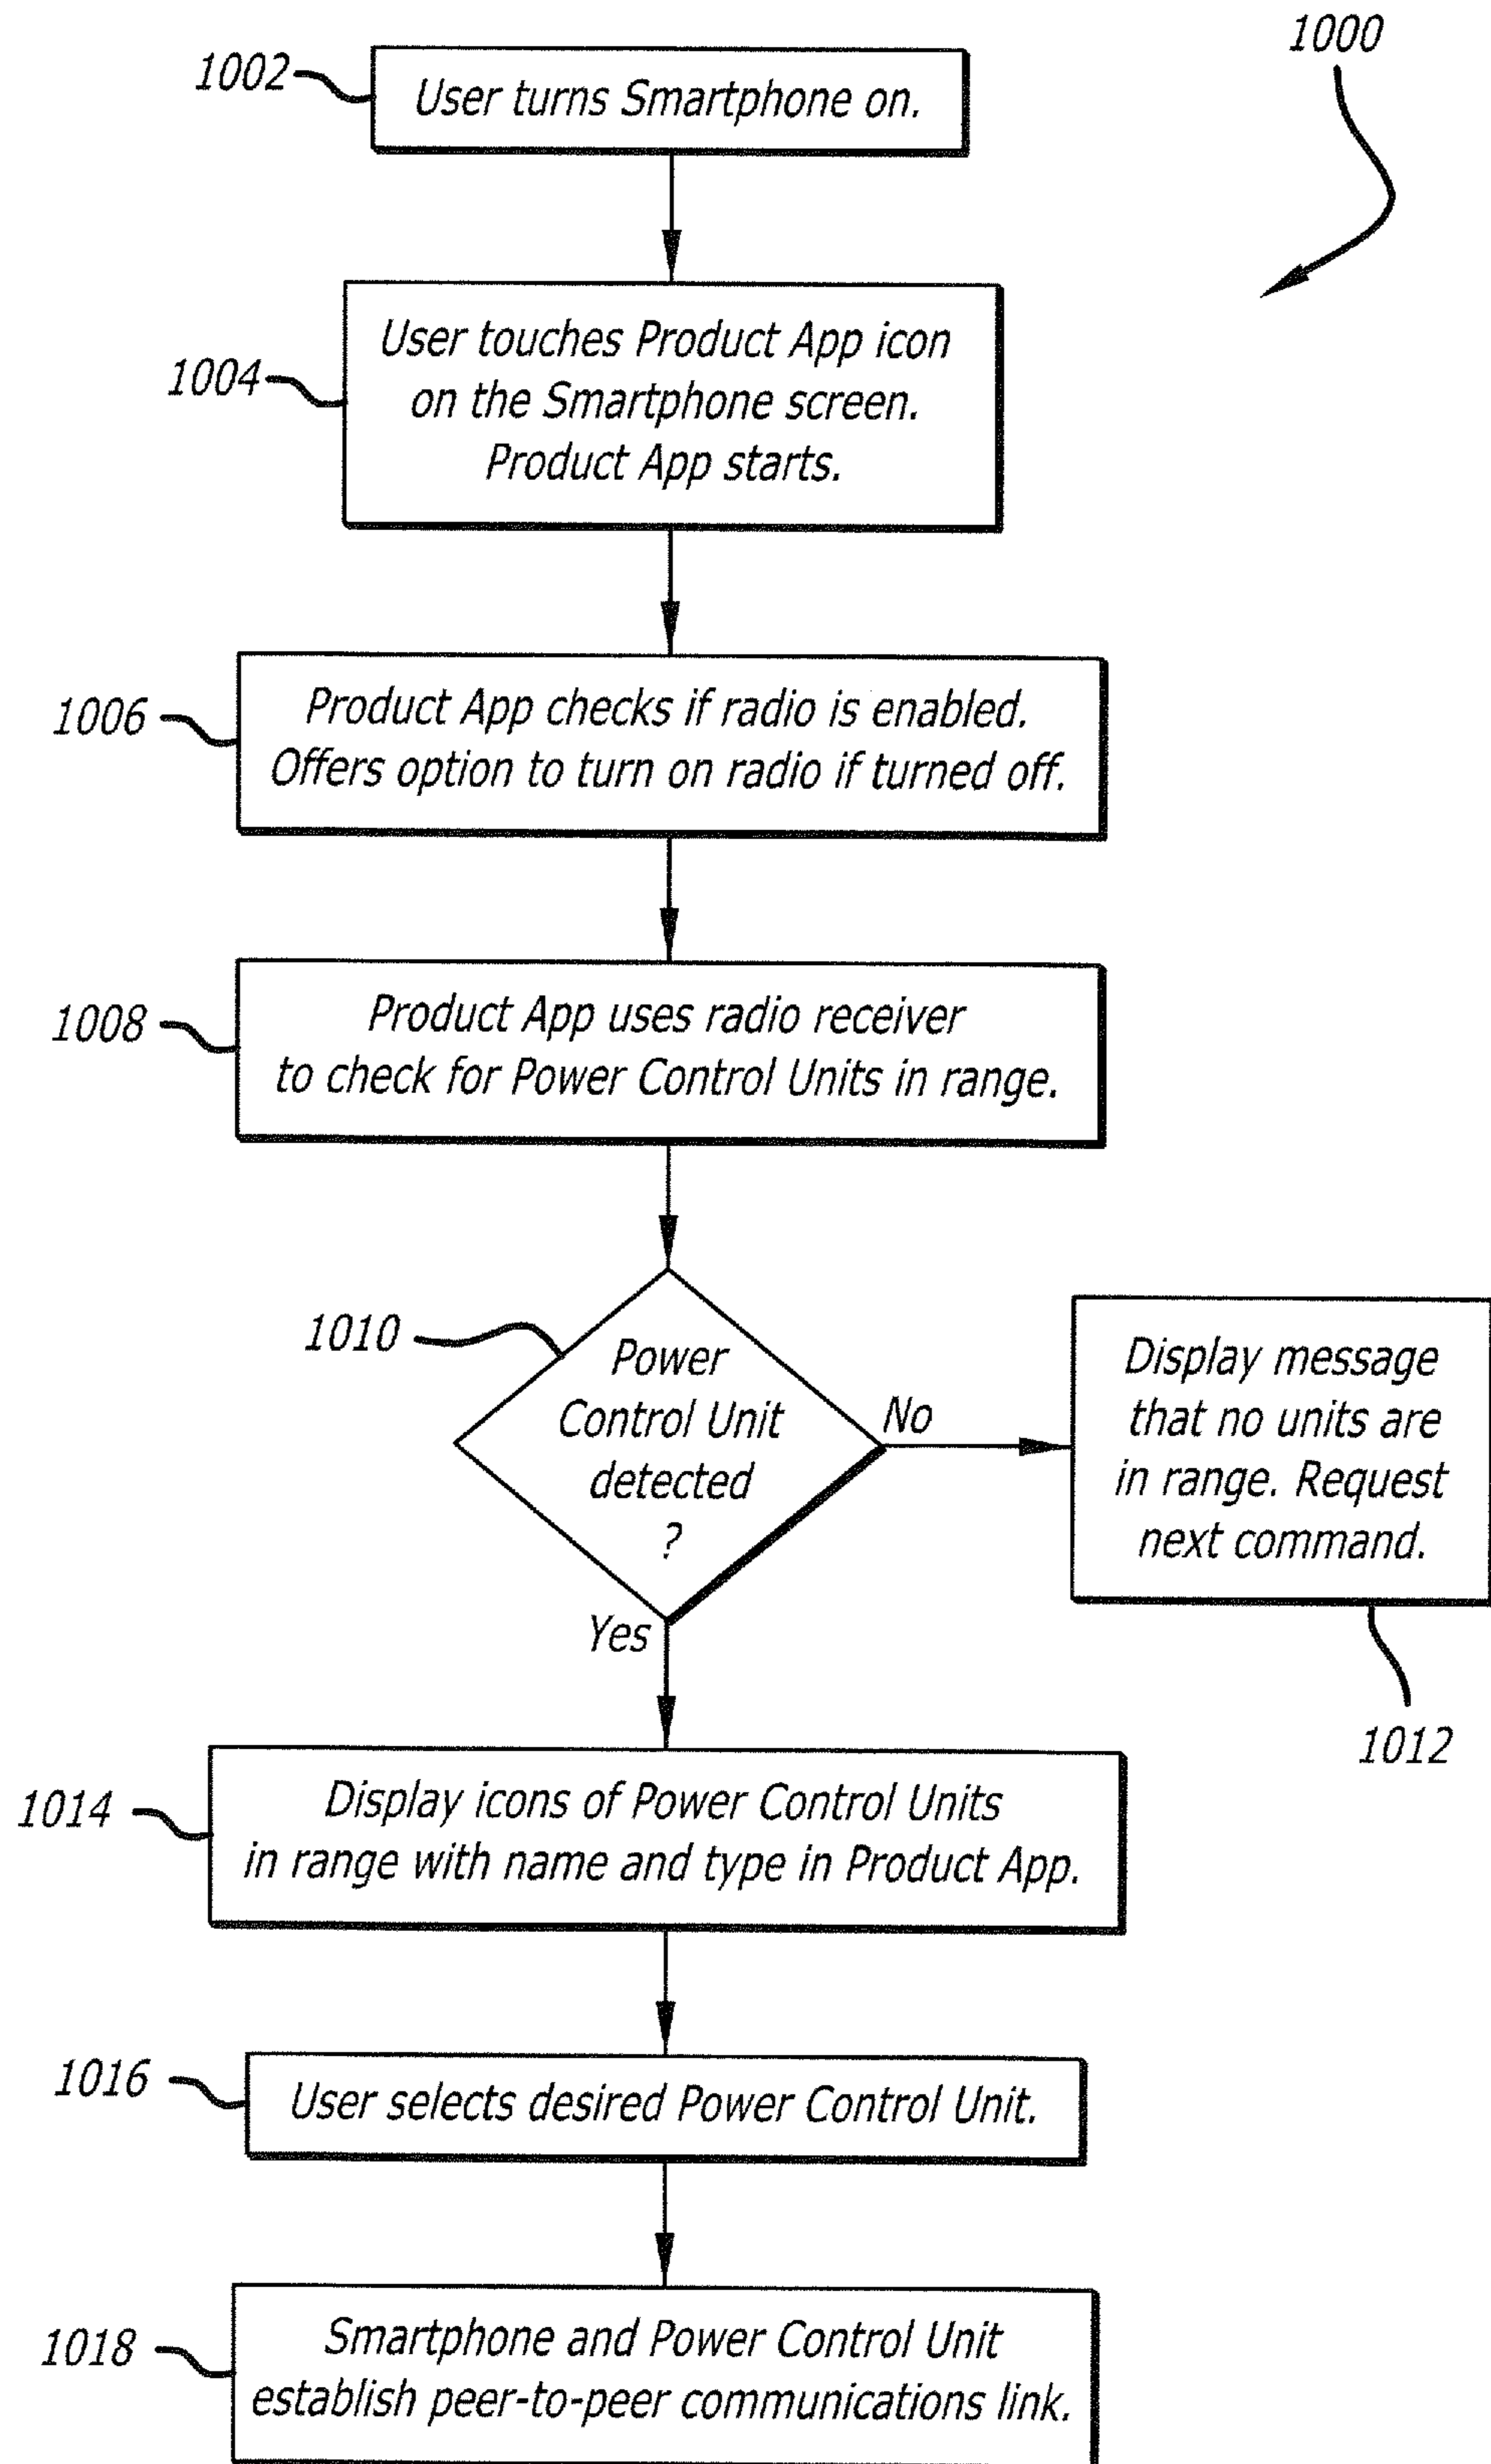 1000
1002
User turns Smartphone on.
1004
User touches Product App icon
on the Smartphone screen.
Product App starts.
1006
Product App checks if radio is enabled.
Offers option to turn on radio if turned off.
1008
Product App uses radio receiver
to check for Power Control Units in range.
1010
Power
Control Unit
detected
?
No
Display message
that no units are
in range. Request
next command.
1012
Yes
1014
Display icons of Power Control Units
in range with name and type in Product App.
1016
User selects desired Power Control Unit.
1018
Smartphone and Power Control Unit
establish peer-to-peer communications link.